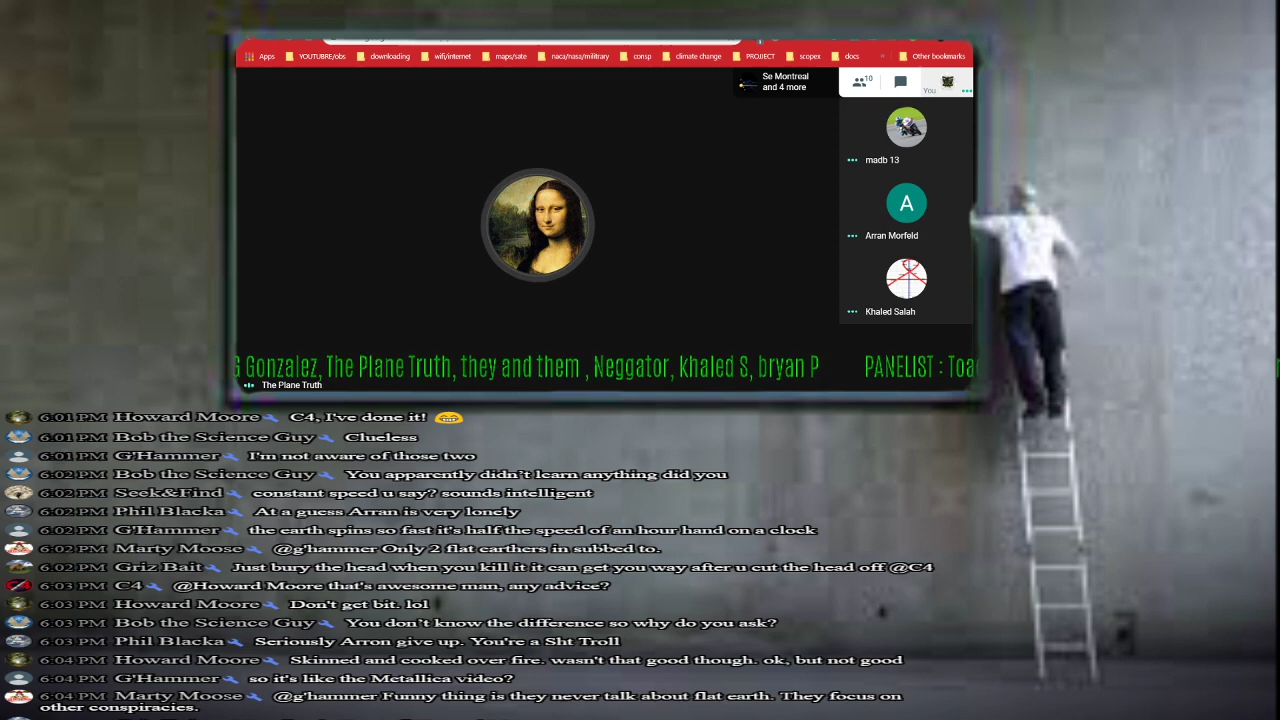 Apps YOUTUBRE/obs downloading wifi/internet maps/sate naca/nasa/militrary consp climate change PROJJECT scopex docs Other bookmarks
Se Montreal
and 4 more
10
You
madb 13
A
Arran Morfeld
Khaled Salah
G Gonzalez, The Plane Truth, they and them , Neggator, khaled S, bryan P PANELIST : Toa
The Plane Truth
6:01 PM Howard Moore C4, I've done it! 😁
6:01 PM Bob the Science Guy Clueless
6:01 PM G'Hammer I'm not aware of those two
6:02 PM Bob the Science Guy You apparently didn't learn anything did you
6:02 PM Seek&Find constant speed u say? sounds intelligent
6:02 PM Phil Blacka At a guess Arran is very lonely
6:02 PM G'Hammer the earth spins so fast it's half the speed of an hour hand on a clock
6:02 PM Marty Moose @g'hammer Only 2 flat earthers in subbed to.
6:02 PM Griz Bait Just bury the head when you kill it it can get you way after u cut the head off @C4
6:03 PM C4 @Howard Moore that's awesome man, any advice?
6:03 PM Howard Moore Don't get bit. lol
6:03 PM Bob the Science Guy You don't know the difference so why do you ask?
6:03 PM Phil Blacka Seriously Arron give up. You're a Sht Troll
6:04 PM Howard Moore Skinned and cooked over fire. wasn't that good though. ok, but not good
6:04 PM G'Hammer so it's like the Metallica video?
6:04 PM Marty Moose @g'hammer Funny thing is they never talk about flat earth. They focus on
other conspiracies.